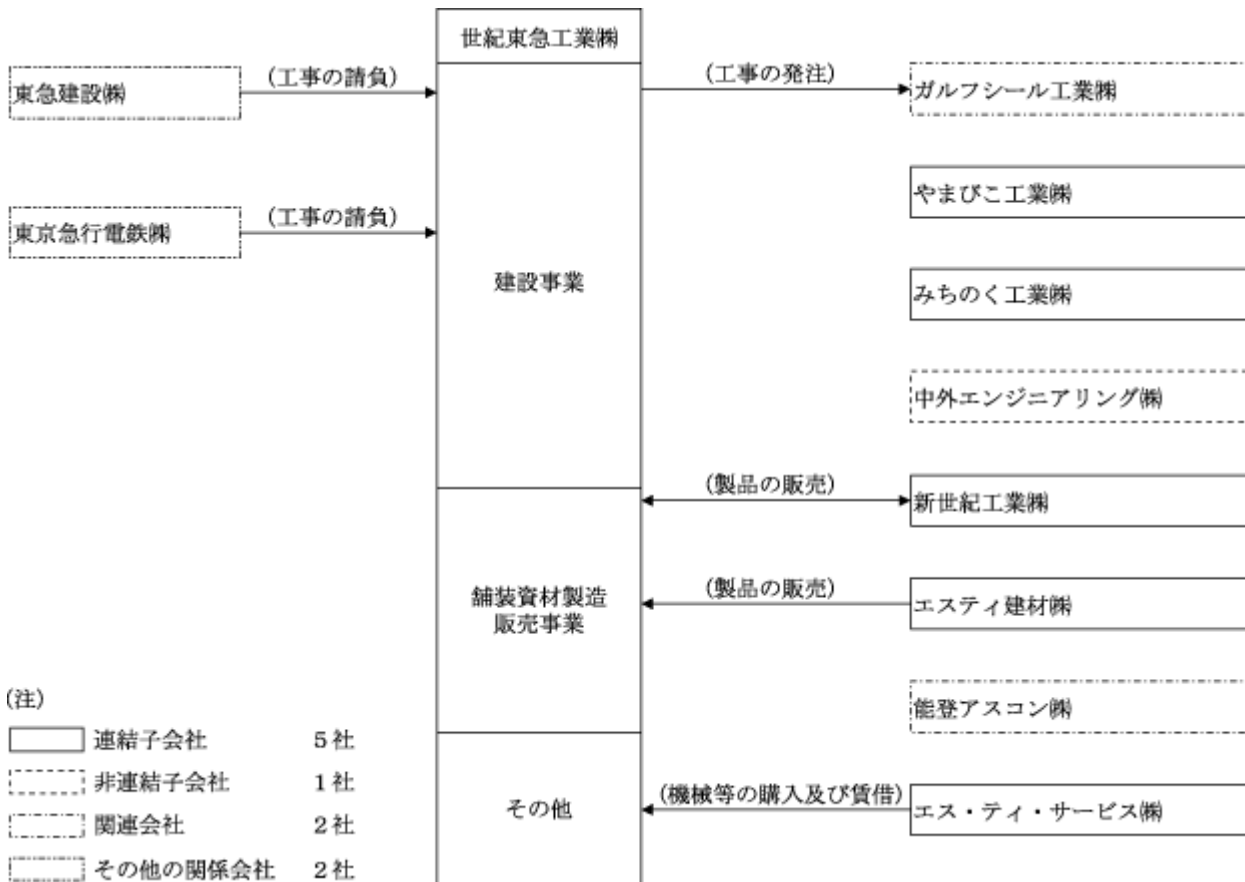 世紀東急工業㈱
東急建設㈱
(工事の請負)
(工事の発注)
ガルフシール工業㈱
やまびこ工業㈱
東京急行電鉄㈱
(工事の請負)
建設事業
みちのく工業㈱
中外エンジニアリング㈱
(製品の販売)
新世紀工業㈱
舗装資材製造
販売事業
(製品の販売)
エスティ建材㈱
能登アスコン㈱
その他
(機械等の購入及び賃借)
エス・ティ・サービス㈱
(注)
連結子会社 5社
非連結子会社 1社
関連会社 2社
その他の関係会社 2社